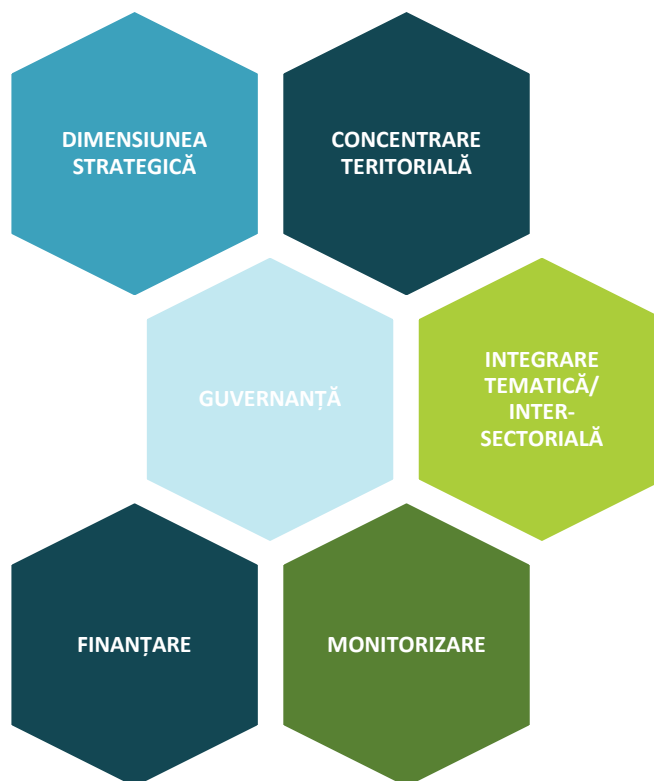 DIMENSIUNEA
STRATEGICĂ
CONCENTRARE
TERITORIALĂ
GUVERNANȚĂ
INTEGRARE
TEMATICĂ/
INTER-
SECTORIALĂ
FINANȚARE
MONITORIZARE